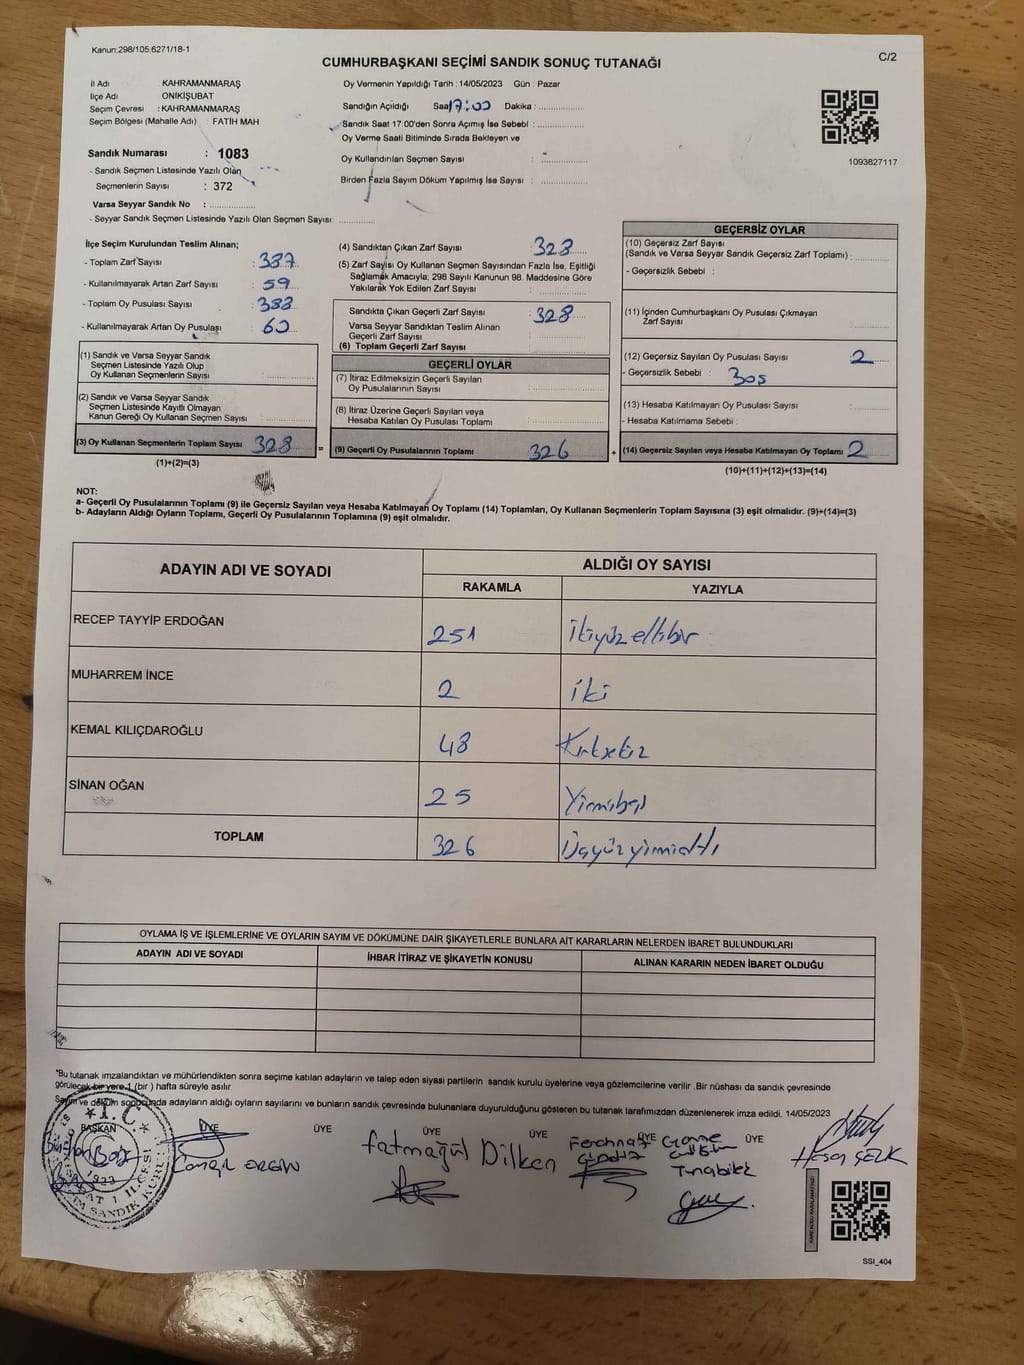 Kanun;298/105;6271/18-1
C/2
CUMHURBAŞKANI SEÇİMİ SANDIK SONUÇ TUTANAĞI
İl Adı KAHRAMANMARAŞ
İlçe Adı ONİKİŞUBAT
Seçim Çevresi : KAHRAMANMARAŞ
Seçim Bölgesi (Mahalle Adı) : FATİH MAH.
Sandık Numarası : 1083
- Sandık Seçmen Listesinde Yazılı Olan
Seçmenlerin Sayısı : 372
Varsa Seyyar Sandık No : ..............
- Seyyar Sandık Seçmen Listesinde Yazılı Olan Seçmen Sayısı: ..............
Oy Vermenin Yapıldığı Tarih : 14/05/2023 Gün : Pazar
Sandığın Açıldığı Saat 17:00 Dakika : ..............
Sandık Saat 17:00'den Sonra Açımış İse Sebebi : ..............
Oy Verme Saati Bitiminde Sırada Bekleyen ve
Oy Kullandırılan Seçmen Sayısı : ..............
Birden Fazla Sayım Döküm Yapılmış İse Sayısı : ..............
1093827117
İlçe Seçim Kurulundan Teslim Alınan;
- Toplam Zarf Sayısı : 387
- Kullanılmayarak Artan Zarf Sayısı : 59
- Toplam Oy Pusulası Sayısı : 388
- Kullanılmayarak Artan Oy Pusulası : 60
(1) Sandık ve Varsa Seyyar Sandık
Seçmen Listesinde Yazılı Olup
Oy Kullanan Seçmenlerin Sayısı : ..............
(2) Sandık ve Varsa Seyyar Sandık
Seçmen Listesinde Kayıtlı Olmayan
Kanun Gereği Oy Kullanan Seçmen Sayısı : ..............
(3) Oy Kullanan Seçmenlerin Toplam Sayısı 328 =
(1)+(2)=(3)
(4) Sandıktan Çıkan Zarf Sayısı : 328
(5) Zarf Sayısı Oy Kullanan Seçmen Sayısından Fazla İse, Eşitliği
Sağlamak Amacıyla; 298 Sayılı Kanunun 98. Maddesine Göre
Yakılarak Yok Edilen Zarf Sayısı : ..............
Sandıkta Çıkan Geçerli Zarf Sayısı : 328
Varsa Seyyar Sandıktan Teslim Alınan
Geçerli Zarf Sayısı : ..............
(6) Toplam Geçerli Zarf Sayısı
GEÇERLİ OYLAR
(7) İtiraz Edilmeksizin Geçerli Sayılan
Oy Pusulalarının Sayısı : ..............
(8) İtiraz Üzerine Geçerli Sayılan veya
Hesaba Katılan Oy Pusulası Toplamı : ..............
(9) Geçerli Oy Pusulalarının Toplamı 326 +
GEÇERSİZ OYLAR
(10) Geçersiz Zarf Sayısı
(Sandık ve Varsa Seyyar Sandık Geçersiz Zarf Toplamı) : ..............
- Geçersizlik Sebebi :
(11) İçinden Cumhurbaşkanı Oy Pusulası Çıkmayan
Zarf Sayısı : ..............
(12) Geçersiz Sayılan Oy Pusulası Sayısı : 2
- Geçersizlik Sebebi : Boş
(13) Hesaba Katılmayan Oy Pusulası Sayısı : ..............
- Hesaba Katılmama Sebebi :
(14) Geçersiz Sayılan veya Hesaba Katılmayan Oy Toplamı 2
(10)+(11)+(12)+(13)=(14)
NOT:
a- Geçerli Oy Pusulalarının Toplamı (9) ile Geçersiz Sayılan veya Hesaba Katılmayan Oy Toplamı (14) Toplamları, Oy Kullanan Seçmenlerin Toplam Sayısına (3) eşit olmalıdır. (9)+(14)=(3)
b- Adayların Aldığı Oyların Toplamı, Geçerli Oy Pusulalarının Toplamına (9) eşit olmalıdır.
ADAYIN ADI VE SOYADI
ALDIĞI OY SAYISI
RAKAMLA YAZIYLA
RECEP TAYYİP ERDOĞAN 251 İkiyüzellibir
MUHARREM İNCE 2 iki
KEMAL KILIÇDAROĞLU 48 Kırksekiz
SİNAN OĞAN 25 Yirmibeş
TOPLAM 326 Üçyüzyirmialtı
OYLAMA İŞ VE İŞLEMLERİNE VE OYLARIN SAYIM VE DÖKÜMÜNE DAİR ŞİKAYETLERLE BUNLARA AİT KARARLARIN NELERDEN İBARET BULUNDUKLARI
ADAYIN ADI VE SOYADI İHBAR İTİRAZ VE ŞİKAYETİN KONUSU ALINAN KARARIN NEDEN İBARET OLDUĞU
*Bu tutanak imzalandıktan ve mühürlendikten sonra seçime katılan adayların ve talep eden siyasi partilerin sandık kurulu üyelerine veya gözlemcilerine verilir .Bir nüshası da sandık çevresinde
görülecek bir yere 1 (bir ) hafta süreyle asılır.
Sayım ve döküm sonucunda adayların aldığı oyların sayılarını ve bunların sandık çevresinde bulunanlara duyurulduğunu gösteren bu tutanak tarafımızdan düzenlenerek imza edildi. 14/05/2023
BAŞKAN ÜYE ÜYE ÜYE ÜYE ÜYE ÜYE
T.C.
1923
fatmagül Dilken
Hasan ÇELİK
SSI_404